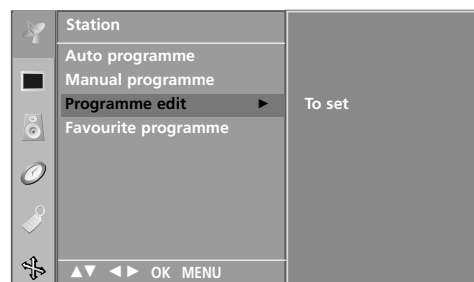 Station
Auto programme
Manual programme
Programme edit ► To set
Favourite programme
▲▼ ◄► OK MENU